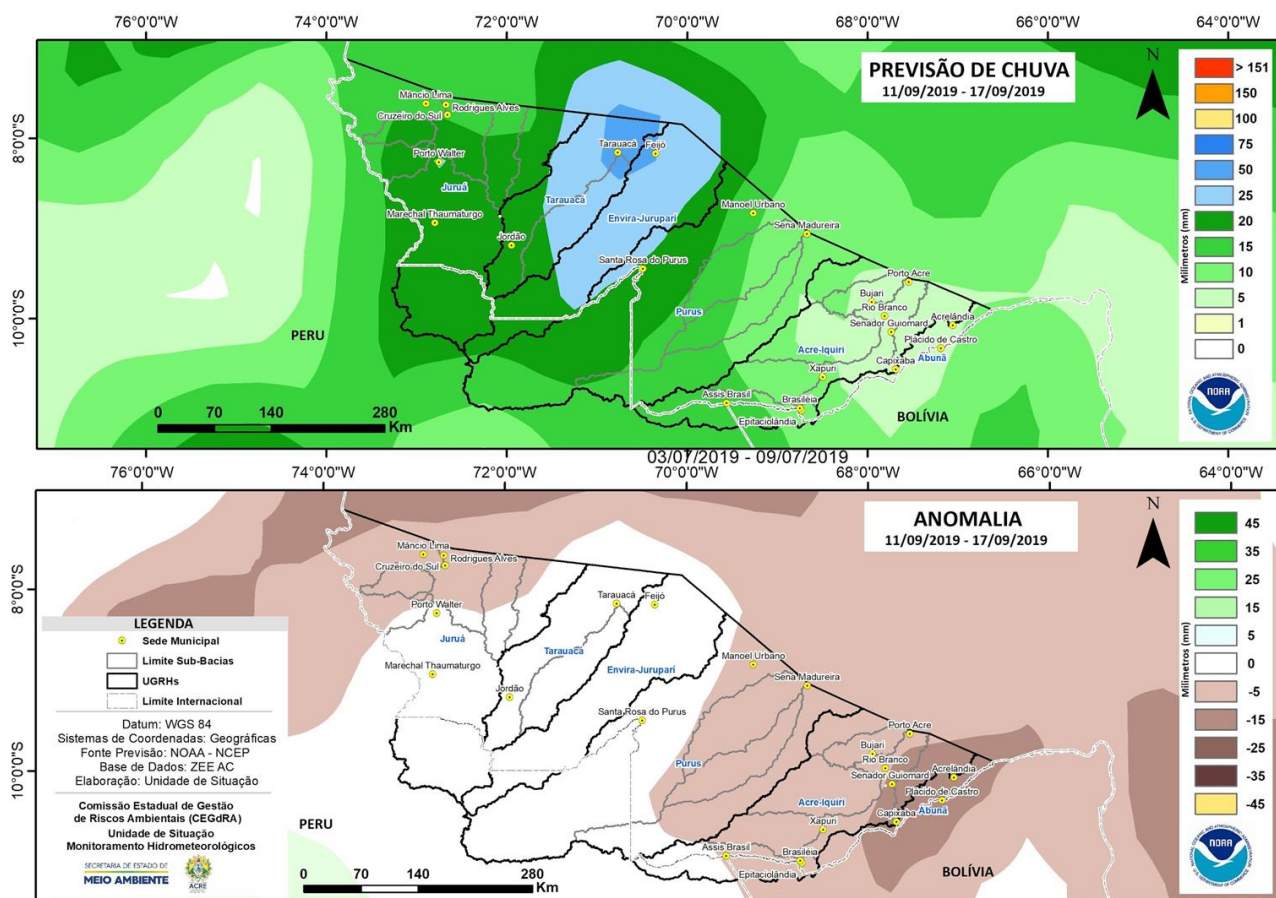 76°0'0"W 74°0'0"W 72°0'0"W 70°0'0"W 68°0'0"W 66°0'0"W 64°0'0"W
PREVISÃO DE CHUVA
11/09/2019 - 17/09/2019
N
> 151
150
100
75
50
25
20
15
10
5
1
0
Milímetros (mm)
8°0'0"S
10°0'0"S
Mâncio Lima
Rodrigues Alves
Cruzeiro do Sul
Porto Walter
Juruá
Marechal Thaumaturgo
Jordão
Tarauacá
Feijó
Tarauacá
Envira-Jurupari
Santa Rosa do Purus
Manoel Urbano
Sena Madureira
Purus
Porto Acre
Bujari
Rio Branco
Senador Guiomard
Acrelândia
Plácido de Castro
Abunã
Acre-Iquiri
Capixaba
Xapuri
Assis Brasil
Brasiléia
Epitaciolândia
PERU
BOLÍVIA
0 70 140 280
Km
NOAA
03/07/2019 - 09/07/2019
76°0'0"W 74°0'0"W 72°0'0"W 70°0'0"W 68°0'0"W 66°0'0"W 64°0'0"W
ANOMALIA
11/09/2019 - 17/09/2019
N
45
35
25
15
5
0
-5
-15
-25
-35
-45
Milímetros (mm)
8°0'0"S
10°0'0"S
Mâncio Lima
Rodrigues Alves
Cruzeiro do Sul
Porto Walter
Juruá
Marechal Thaumaturgo
Jordão
Tarauacá
Feijó
Tarauacá
Envira-Juruparí
Santa Rosa do Purus
Manoel Urbano
Sena Madureira
Purus
Porto Acre
Bujari
Rio Branco
Senador Guiomard
Acrelândia
Plácido de Castro
Abunã
Acre-Iquiri
Capixaba
Xapuri
Assis Brasil
Brasiléia
Epitaciolândia
PERU
BOLÍVIA
0 70 140 280
Km
NOAA
LEGENDA
Sede Municipal
Limite Sub-Bacias
UGRHs
Limite Internacional
Datum: WGS 84
Sistemas de Coordenadas: Geográficas
Fonte Previsão: NOAA - NCEP
Base de Dados: ZEE AC
Elaboração: Unidade de Situação
Comissão Estadual de Gestão
de Riscos Ambientais (CEGdRA)
Unidade de Situação
Monitoramento Hidrometeorológicos
SECRETARIA DE ESTADO DE
MEIO AMBIENTE
ACRE